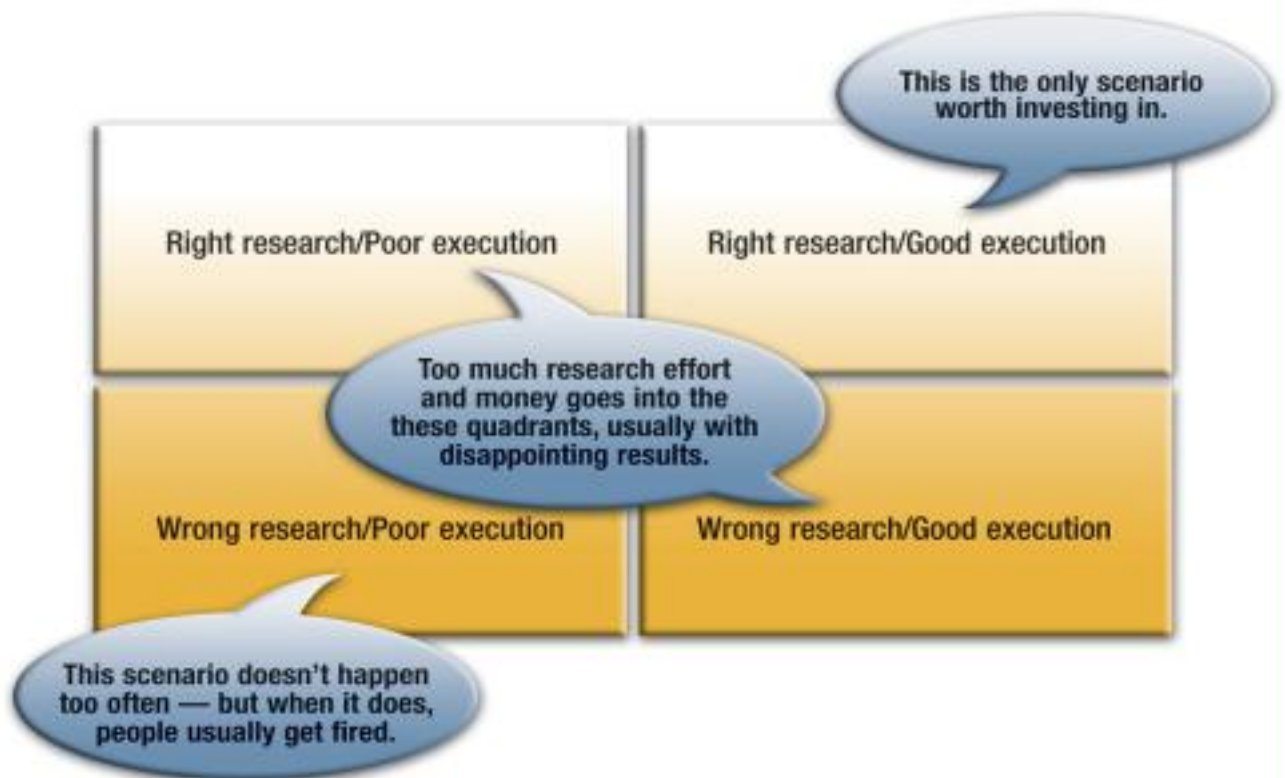 This is the only scenario
worth investing in.
Right research/Poor execution
Right research/Good execution
Too much research effort
and money goes into the
these quadrants, usually with
disappointing results.
Wrong research/Poor execution
Wrong research/Good execution
This scenario doesn't happen
too often — but when it does,
people usually get fired.